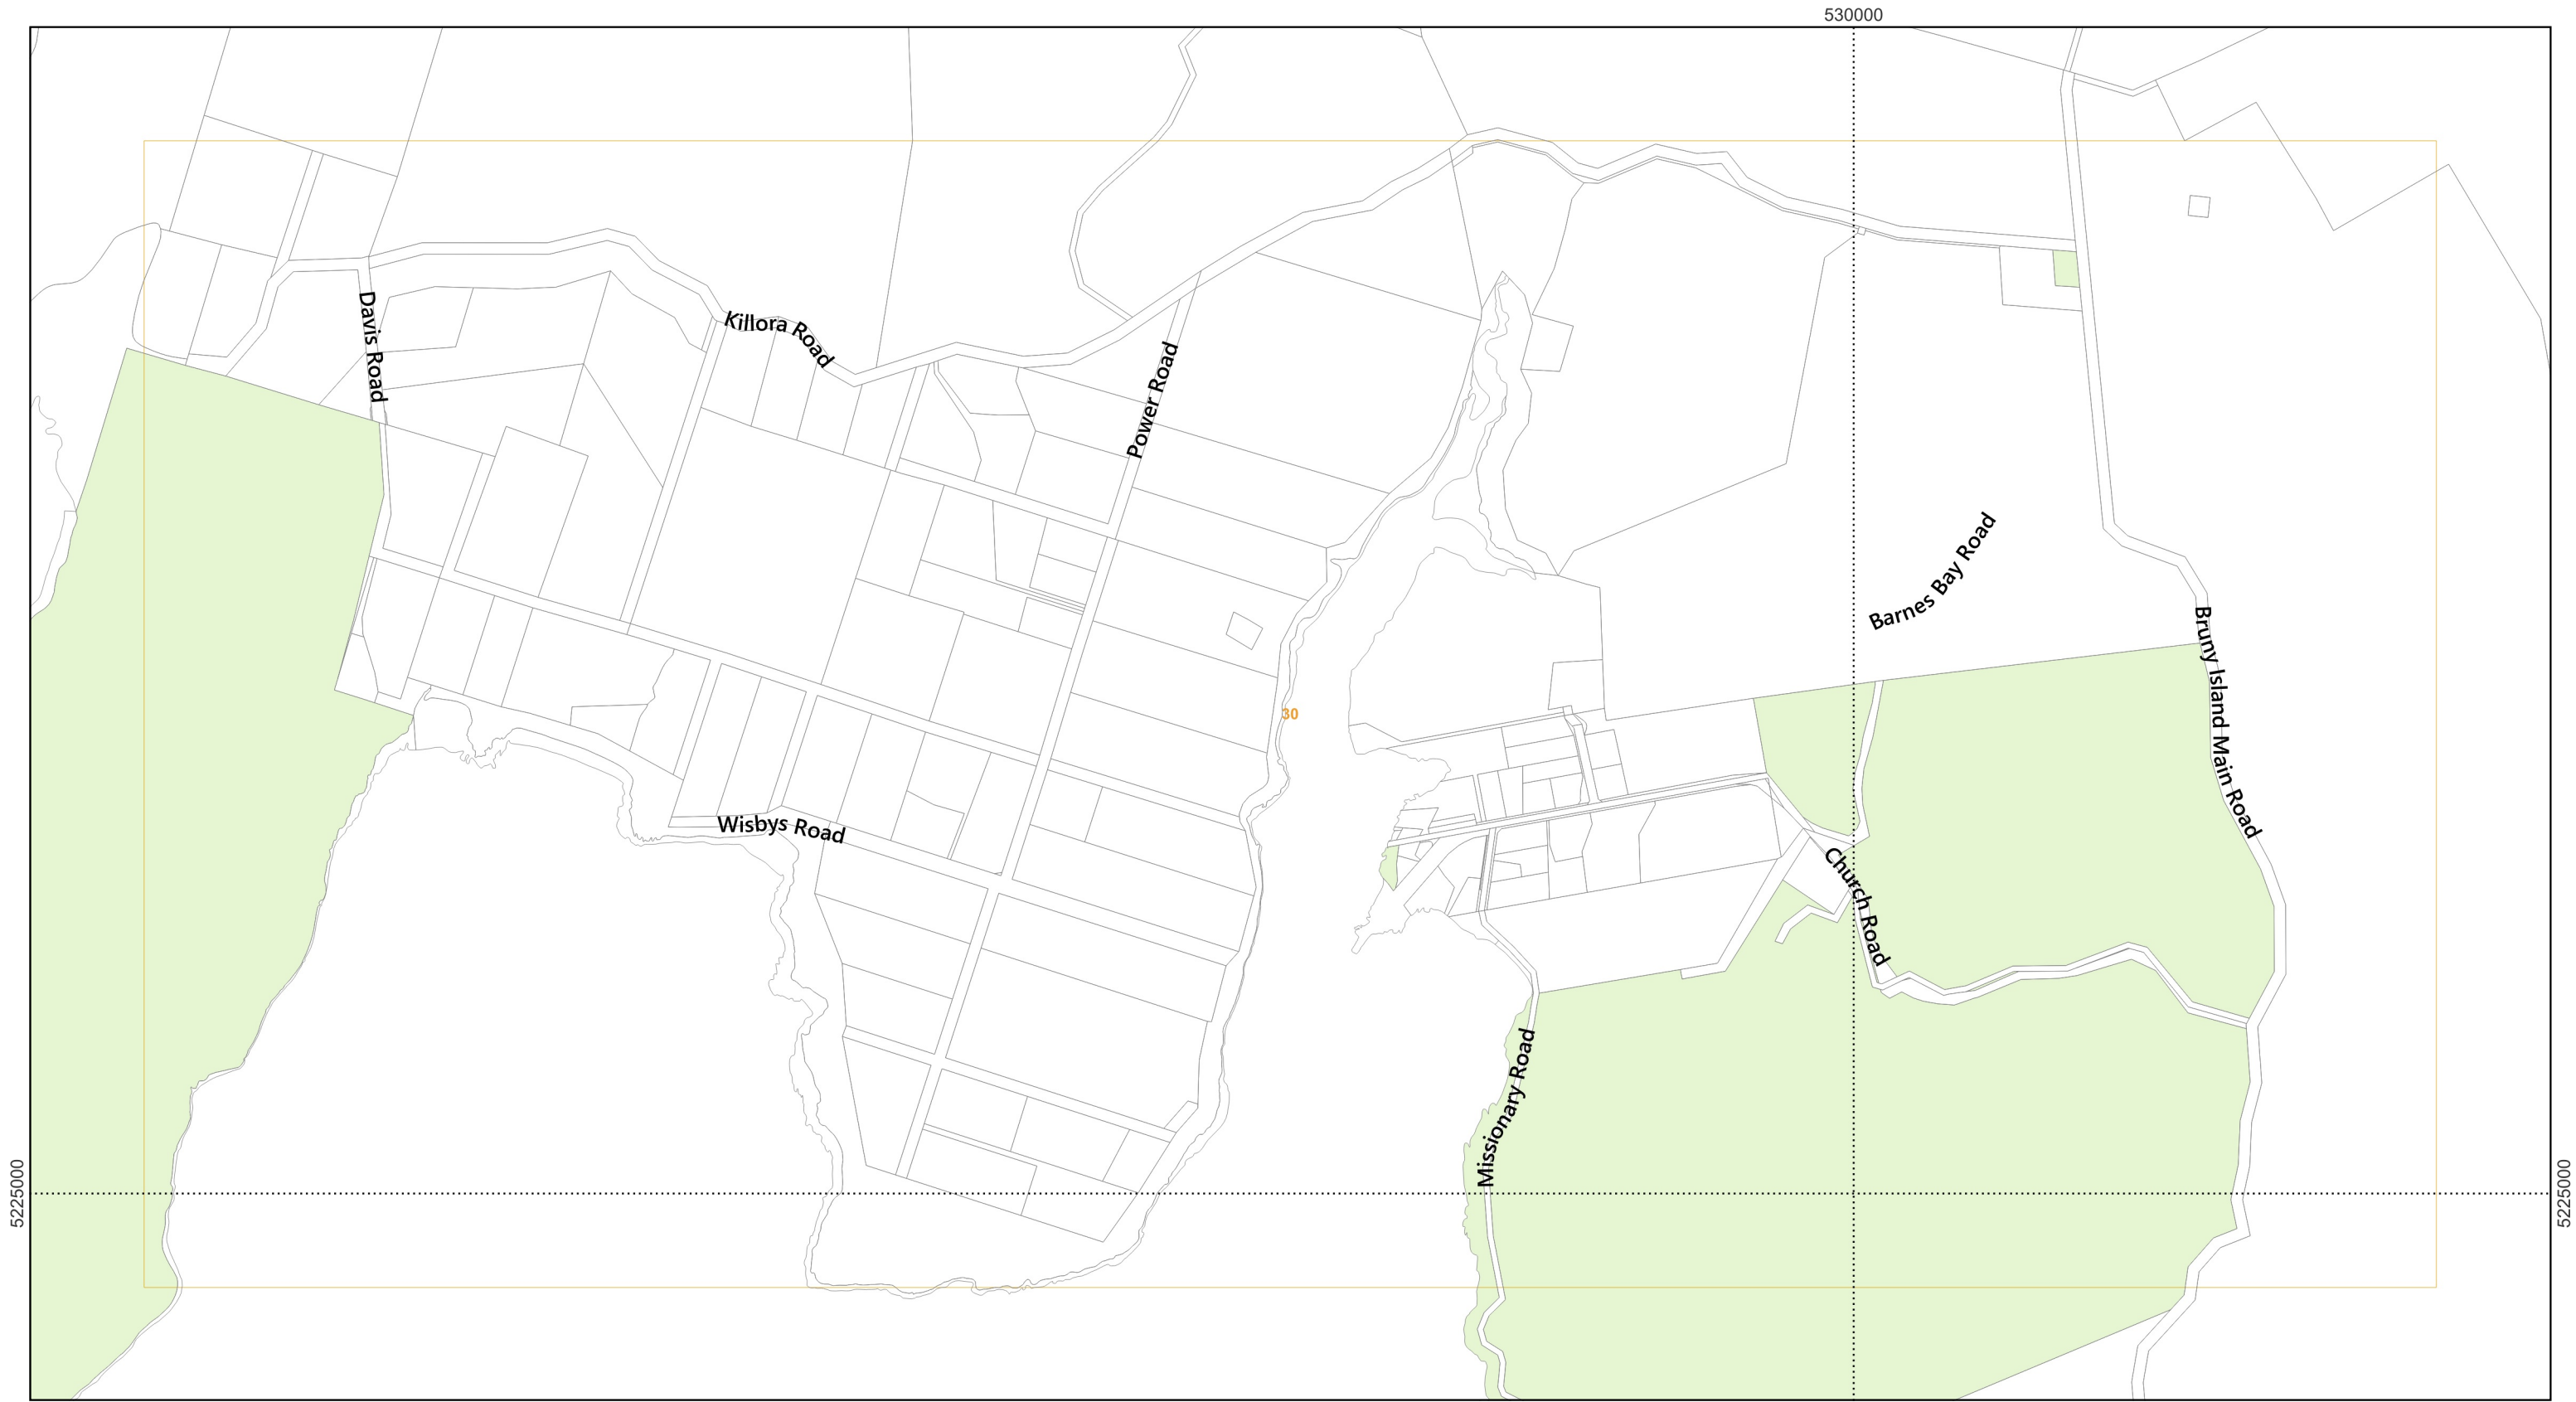 530000
Davis Road
Killora Road
Power Road
Barnes Bay Road
Bruny Island Main Road
30
Wisbys Road
Church Road
Missionary Road
5225000
5225000